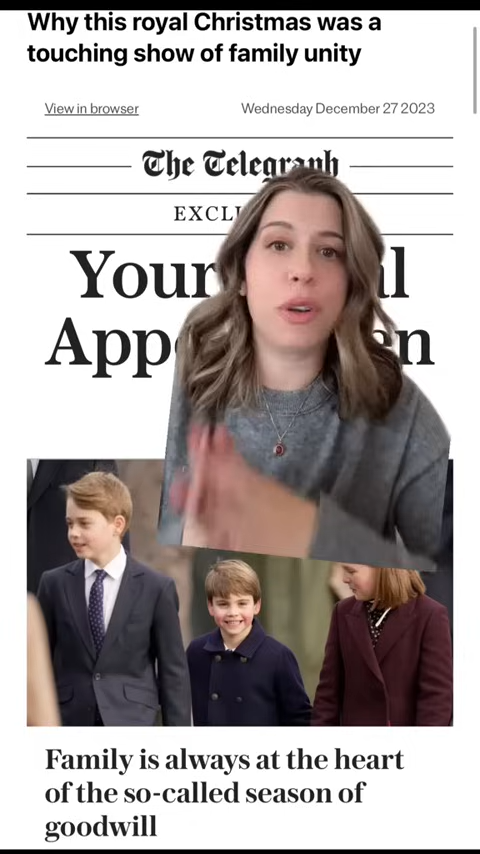 Why this royal Christmas was a
touching show of family unity
View in browser
Wednesday December 27 2023
The Telegraph
Your
Family is always at the heart
of the so-called season of
goodwill